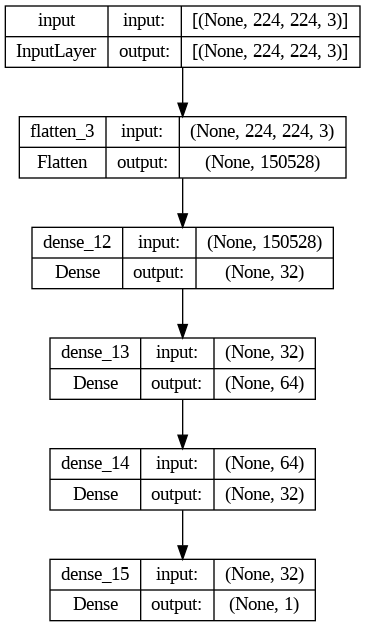 input input: [(None, 224, 224, 3)]
InputLayer output: [(None, 224, 224, 3)]
flatten_3 input: (None, 224, 224, 3)
Flatten output: (None, 150528)
dense_12 input: (None, 150528)
Dense output: (None, 32)
dense_13 input: (None, 32)
Dense output: (None, 64)
dense_14 input: (None, 64)
Dense output: (None, 32)
dense_15 input: (None, 32)
Dense output: (None, 1)